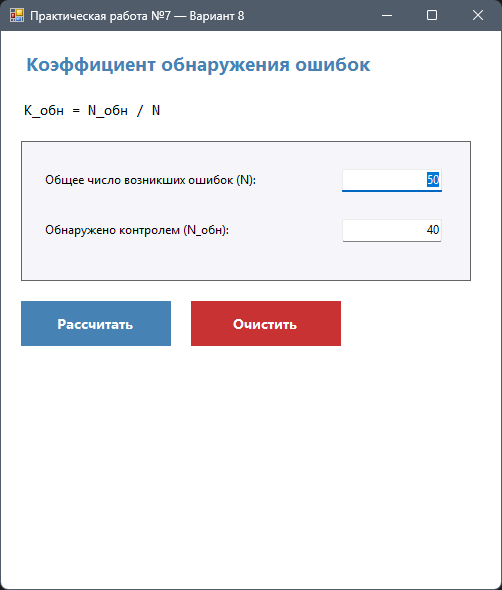 Практическая работа №7 — Вариант 8
Коэффициент обнаружения ошибок
K_обн = N_обн / N
Общее число возникших ошибок (N): 50
Обнаружено контролем (N_обн): 40
Рассчитать Очистить